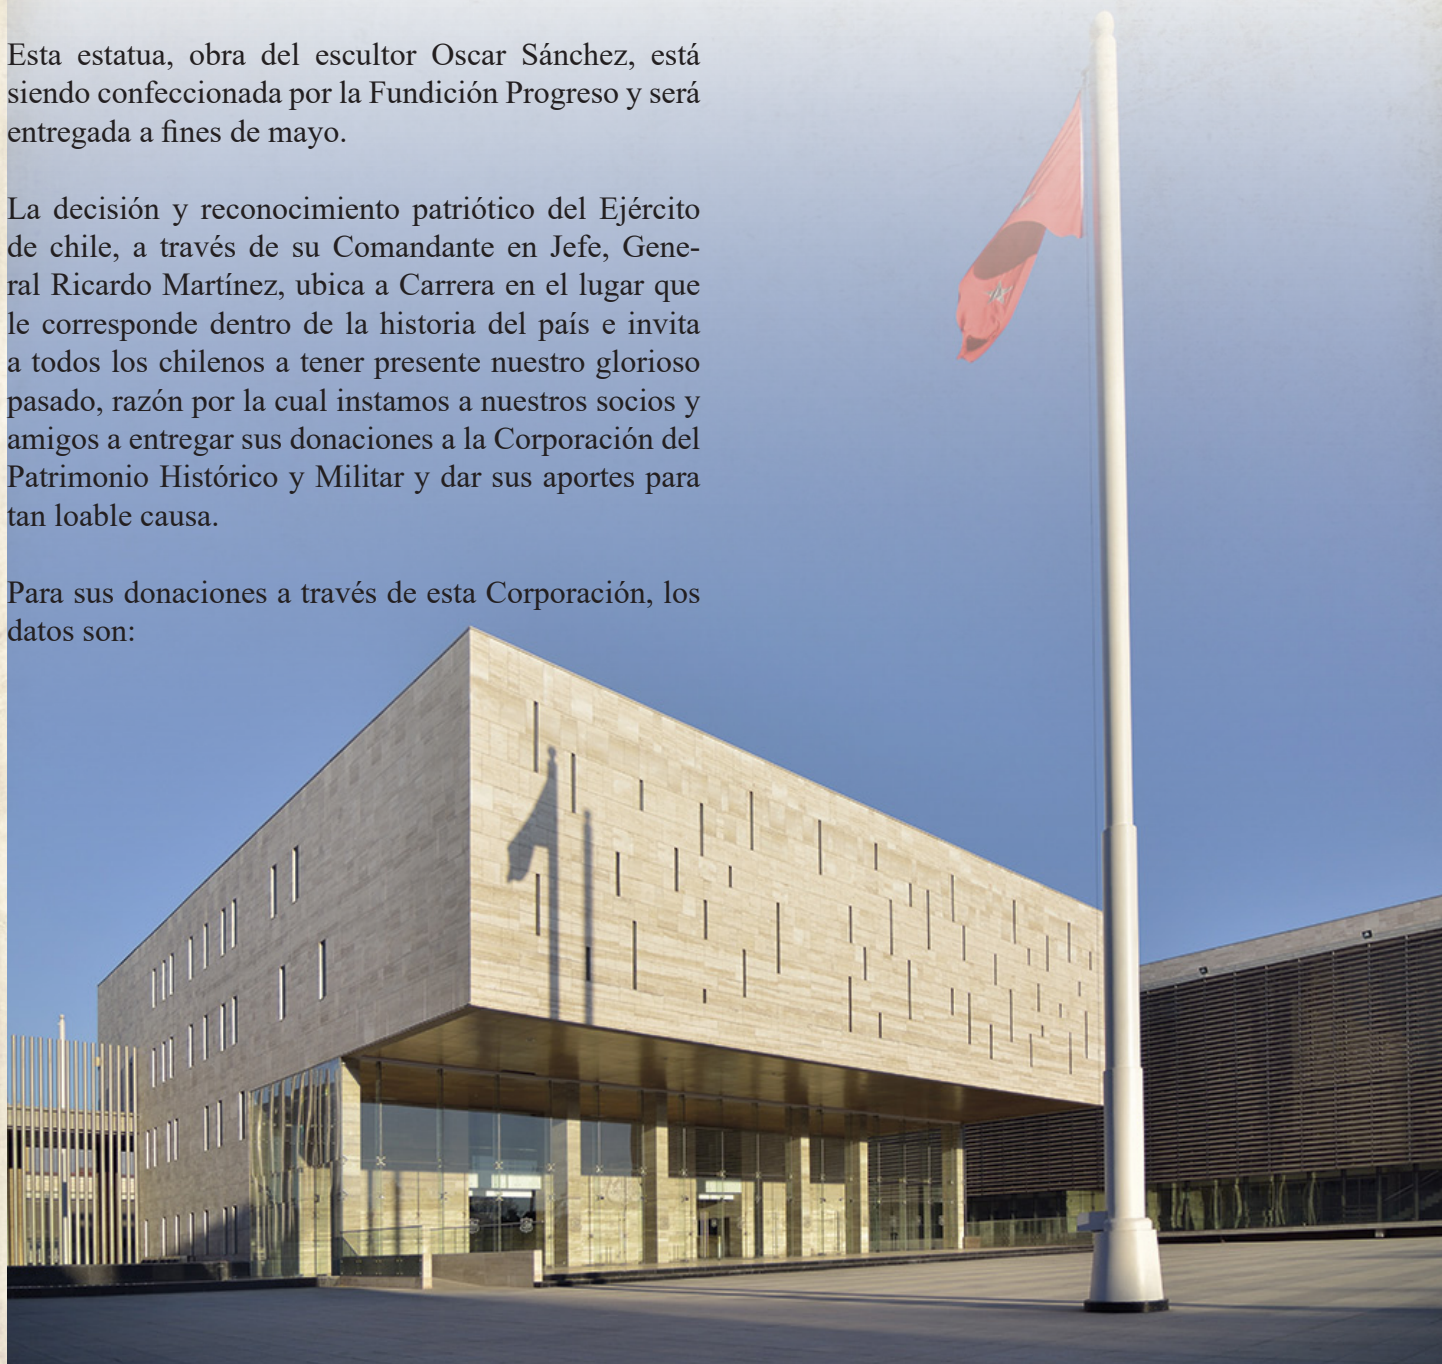 Esta estatua, obra del escultor Oscar Sánchez, está
siendo confeccionada por la Fundición Progreso y será
entregada a fines de mayo.
La decisión y reconocimiento patriótico del Ejército
de chile, a través de su Comandante en Jefe, Gene-
ral Ricardo Martínez, ubica a Carrera en el lugar que
le corresponde dentro de la historia del país e invita
a todos los chilenos a tener presente nuestro glorioso
pasado, razón por la cual instamos a nuestros socios y
amigos a entregar sus donaciones a la Corporación del
Patrimonio Histórico y Militar y dar sus aportes para
tan loable causa.
Para sus donaciones a través de esta Corporación, los
datos son: